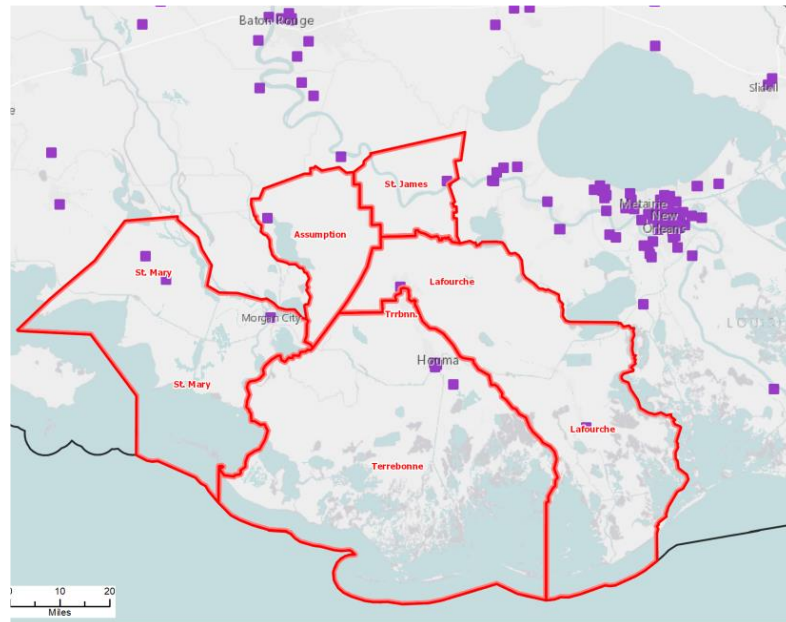 Baton Rouge
Slidell
e
St. James
Metairie
New
Orleans
Assumption
St. Mary
Lafourche
Trrbnn.
Morgan City
LOUISI
Houma
St. Mary
Lafourche
Terrebonne
0 10 20
Miles